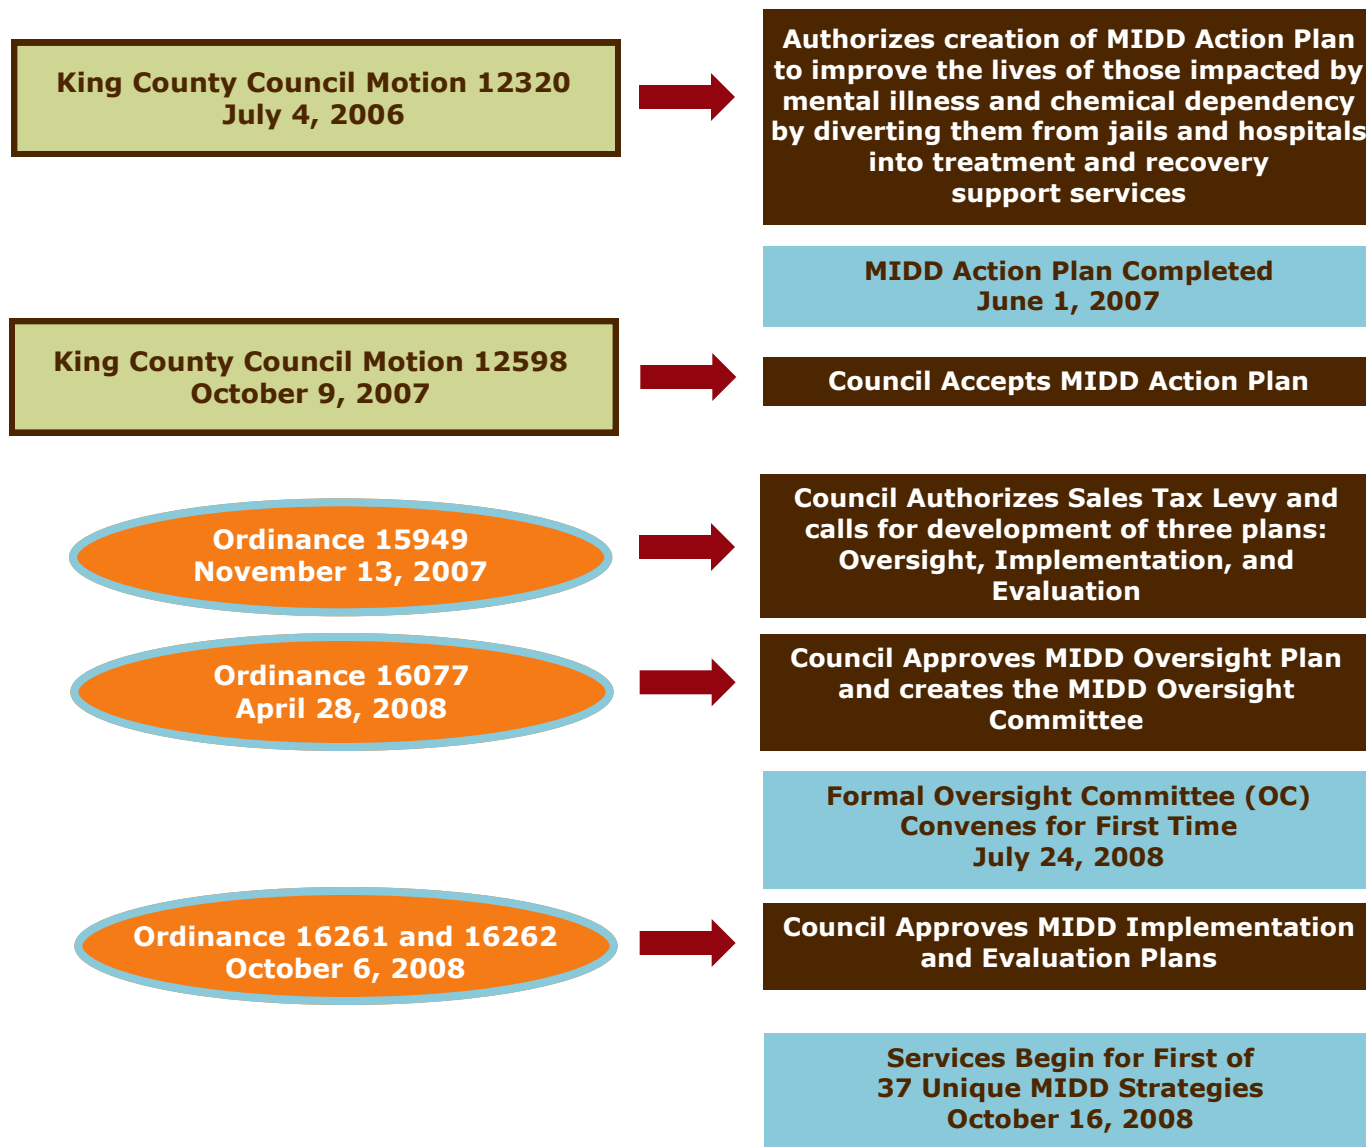 King County Council Motion 12320
July 4, 2006
Authorizes creation of MIDD Action Plan
to improve the lives of those impacted by
mental illness and chemical dependency
by diverting them from jails and hospitals
into treatment and recovery
support services
MIDD Action Plan Completed
June 1, 2007
King County Council Motion 12598
October 9, 2007
Council Accepts MIDD Action Plan
Ordinance 15949
November 13, 2007
Council Authorizes Sales Tax Levy and
calls for development of three plans:
Oversight, Implementation, and
Evaluation
Ordinance 16077
April 28, 2008
Council Approves MIDD Oversight Plan
and creates the MIDD Oversight
Committee
Formal Oversight Committee (OC)
Convenes for First Time
July 24, 2008
Ordinance 16261 and 16262
October 6, 2008
Council Approves MIDD Implementation
and Evaluation Plans
Services Begin for First of
37 Unique MIDD Strategies
October 16, 2008